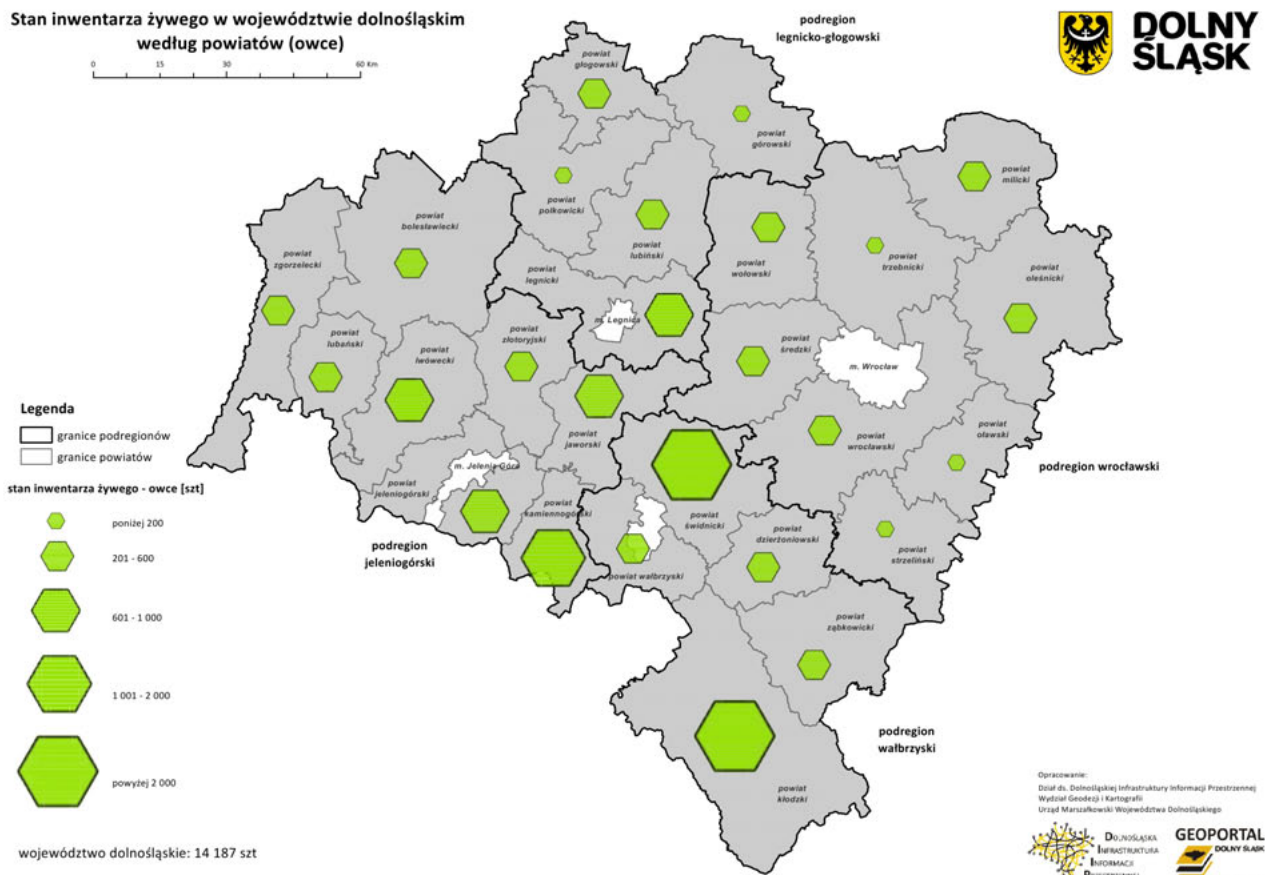 Stan inwentarza żywego w województwie dolnośląskim
według powiatów (owce)
0 15 30 60 Km
podregion
legnicko-głogowski
DOLNY
ŚLĄSK
powiat
głogowski
powiat
górowski
powiat
milicki
powiat
polkowicki
powiat
bolesławiecki
powiat
zgorzelecki
powiat
lubiński
powiat
legnicki
powiat
wołowski
powiat
trzebnicki
powiat
oleśnicki
m. Legnica
powiat
lubański
powiat
lwówecki
powiat
złotoryjski
powiat
średzki
m. Wrocław
powiat
jaworski
powiat
wrocławski
powiat
oławski
podregion wrocławski
Legenda
granice podregionów
granice powiatów
stan inwentarza żywego - owce [szt]
poniżej 200
201 - 600
601 - 1 000
1 001 - 2 000
powyżej 2 000
m. Jelenia Góra
powiat
jeleniogórski
powiat
kamiennogórski
powiat
świdnicki
powiat
dzierżoniowski
powiat
strzeliński
podregion
jeleniogórski
powiat wałbrzyski
powiat
ząbkowicki
podregion
wałbrzyski
powiat
kłodzki
województwo dolnośląskie: 14 187 szt
Opracowanie:
Dział ds. Dolnośląskiej Infrastruktury Informacji Przestrzennej
Wydział Geodezji i Kartografii
Urząd Marszałkowski Województwa Dolnośląskiego
DOLNOŚLĄSKA
INFRASTRUKTURA
INFORMACJI
GEOPORTAL
DOLNY ŚLĄSK